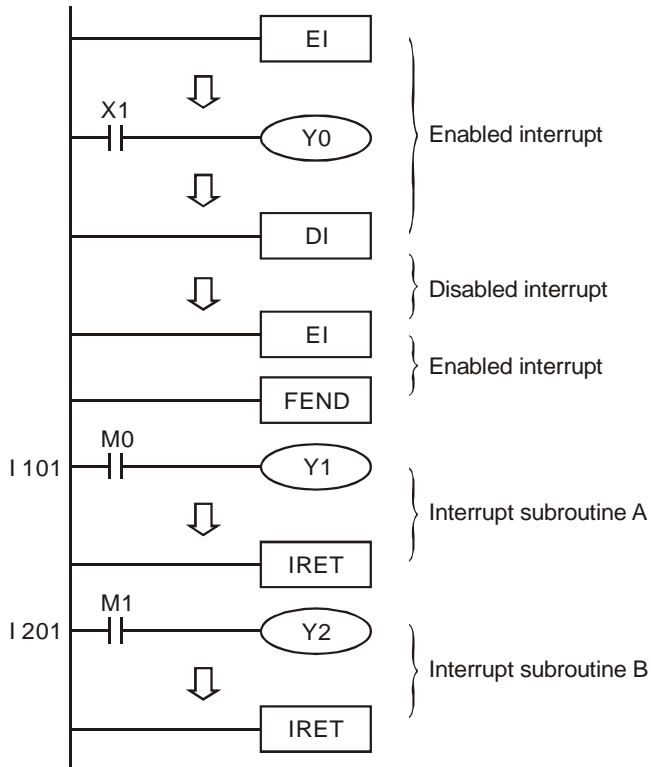 EI
X1
Y0
Enabled interrupt
DI
Disabled interrupt
EI
Enabled interrupt
FEND
M0
I 101
Y1
Interrupt subroutine A
IRET
M1
I 201
Y2
Interrupt subroutine B
IRET